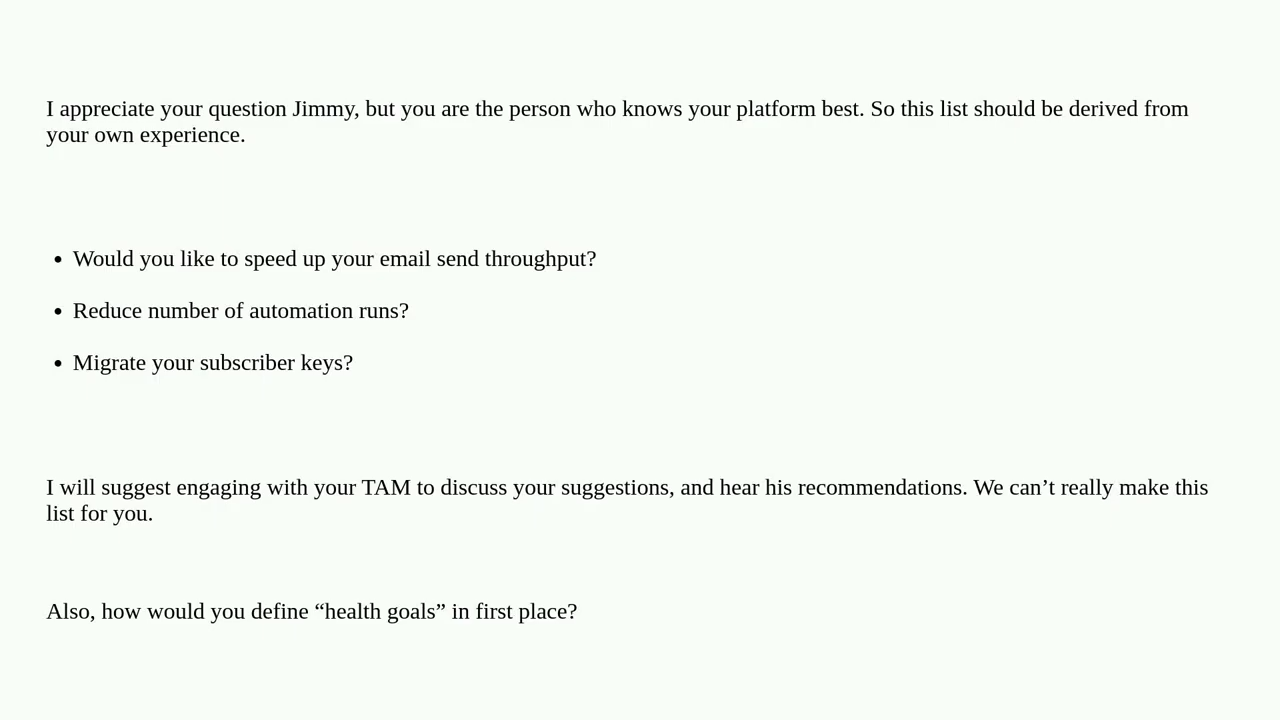 I appreciate your question Jimmy, but you are the person who knows your platform best. So this list should be derived from
your own experience.
• Would you like to speed up your email send throughput?
• Reduce number of automation runs?
• Migrate your subscriber keys?
I will suggest engaging with your TAM to discuss your suggestions, and hear his recommendations. We can’t really make this
list for you.
Also, how would you define “health goals” in first place?